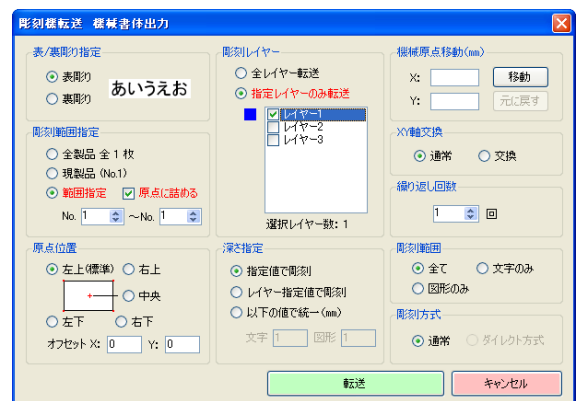 彫刻機転送 機械書体出力
表/裏彫り指定
表彫り
裏彫り
あいうえお
彫刻範囲指定
全製品 全 1 枚
現製品 (No.1)
範囲指定 原点に詰める
No. 1 ～No. 1
原点位置
左上(標準) 右上
中央
左下 右下
オフセット X: 0 Y: 0
彫刻レイヤー
全レイヤー転送
指定レイヤーのみ転送
レイヤー1
レイヤー2
レイヤー3
選択レイヤー数: 1
深さ指定
指定値で彫刻
レイヤー指定値で彫刻
以下の値で統一(mm)
文字 1 図形 1
機械原点移動(mm)
X: 移動
Y: 元に戻す
XY軸交換
通常 交換
繰り返し回数
1 回
彫刻範囲
全て 文字のみ
図形のみ
彫刻方式
通常 ダイレクト方式
転送 キャンセル